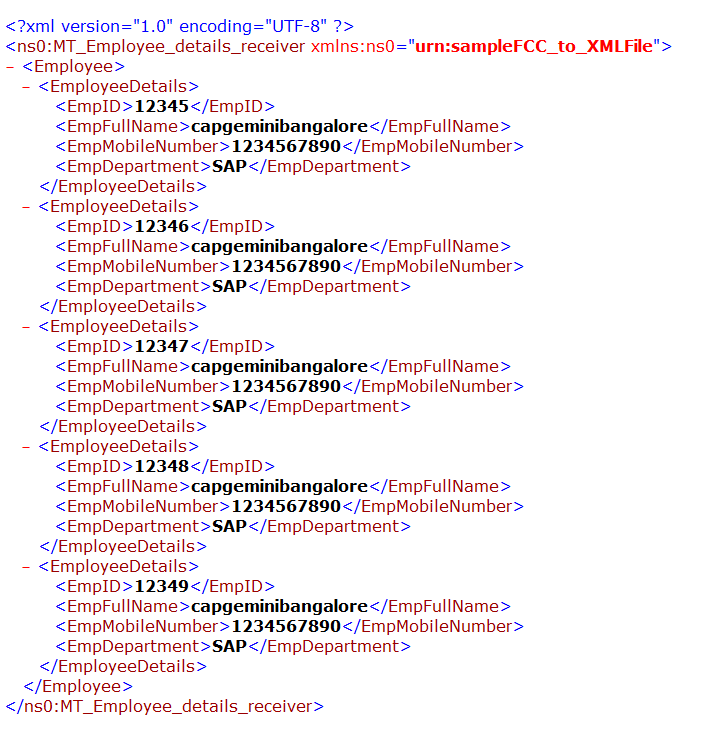 <?xml version="1.0" encoding="UTF-8" ?>
<ns0:MT_Employee_details_receiver xmlns:ns0="urn:sampleFCC_to_XMLFile">
– <Employee>
– <EmployeeDetails>
<EmpID>12345</EmpID>
<EmpFullName>capgeminibangalore</EmpFullName>
<EmpMobileNumber>1234567890</EmpMobileNumber>
<EmpDepartment>SAP</EmpDepartment>
</EmployeeDetails>
– <EmployeeDetails>
<EmpID>12346</EmpID>
<EmpFullName>capgeminibangalore</EmpFullName>
<EmpMobileNumber>1234567890</EmpMobileNumber>
<EmpDepartment>SAP</EmpDepartment>
</EmployeeDetails>
– <EmployeeDetails>
<EmpID>12347</EmpID>
<EmpFullName>capgeminibangalore</EmpFullName>
<EmpMobileNumber>1234567890</EmpMobileNumber>
<EmpDepartment>SAP</EmpDepartment>
</EmployeeDetails>
– <EmployeeDetails>
<EmpID>12348</EmpID>
<EmpFullName>capgeminibangalore</EmpFullName>
<EmpMobileNumber>1234567890</EmpMobileNumber>
<EmpDepartment>SAP</EmpDepartment>
</EmployeeDetails>
– <EmployeeDetails>
<EmpID>12349</EmpID>
<EmpFullName>capgeminibangalore</EmpFullName>
<EmpMobileNumber>1234567890</EmpMobileNumber>
<EmpDepartment>SAP</EmpDepartment>
</EmployeeDetails>
</Employee>
</ns0:MT_Employee_details_receiver>